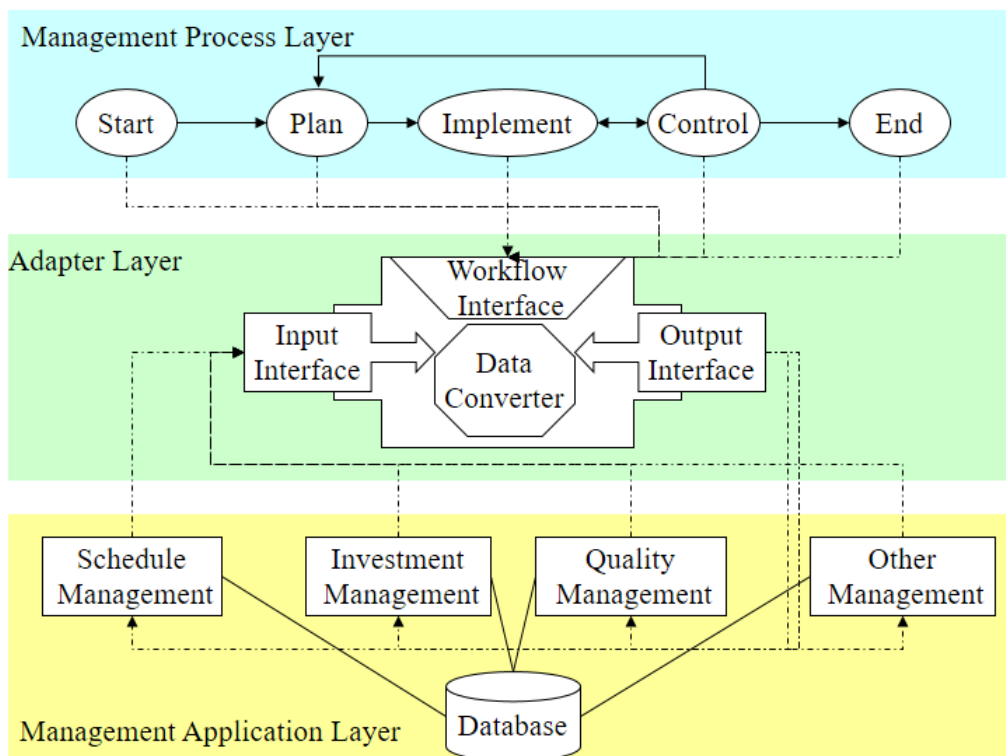 Management Process Layer
Start
Plan
Implement
Control
End
Adapter Layer
Workflow
Interface
Input
Interface
Data
Converter
Output
Interface
Schedule
Management
Investment
Management
Quality
Management
Other
Management
Database
Management Application Layer